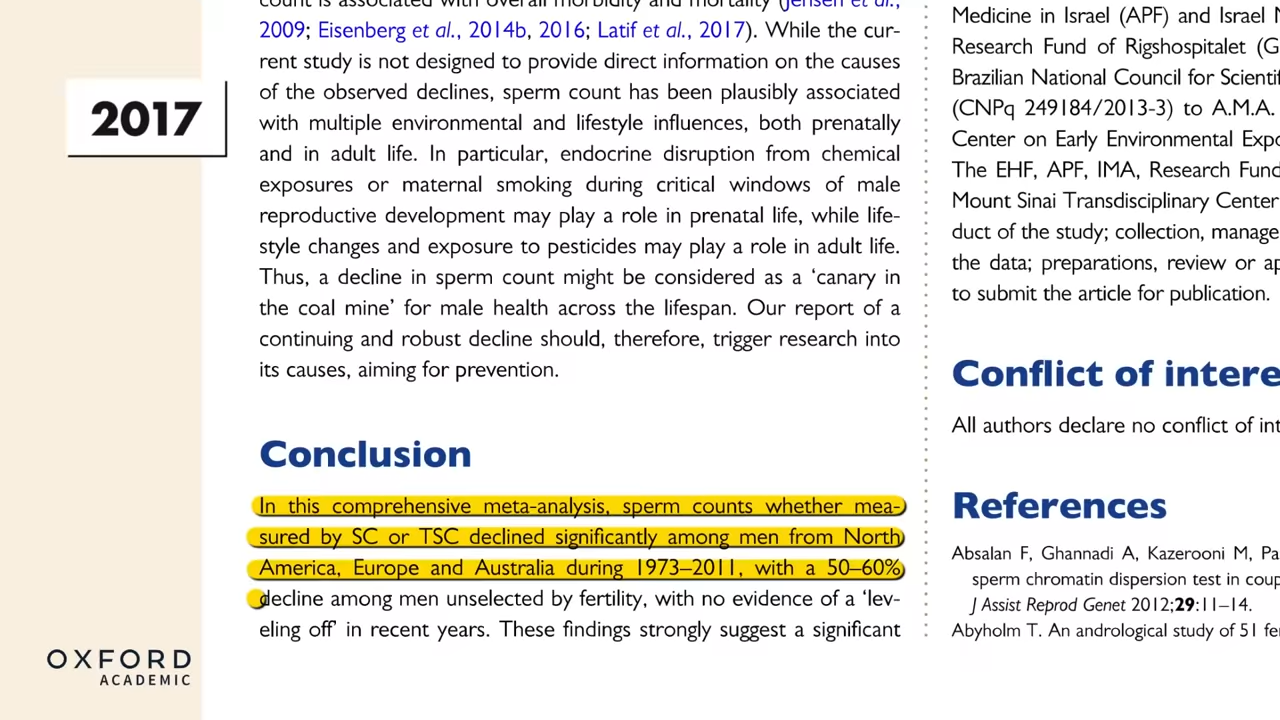 2017
count is associated with overall morbidity and mortality (Jensen et al.,
2009; Eisenberg et al., 2014b, 2016; Latif et al., 2017). While the cur-
rent study is not designed to provide direct information on the causes
of the observed declines, sperm count has been plausibly associated
with multiple environmental and lifestyle influences, both prenatally
and in adult life. In particular, endocrine disruption from chemical
exposures or maternal smoking during critical windows of male
reproductive development may play a role in prenatal life, while life-
style changes and exposure to pesticides may play a role in adult life.
Thus, a decline in sperm count might be considered as a ‘canary in
the coal mine’ for male health across the lifespan. Our report of a
continuing and robust decline should, therefore, trigger research into
its causes, aiming for prevention.
Conclusion
In this comprehensive meta-analysis, sperm counts whether mea-
sured by SC or TSC declined significantly among men from North
America, Europe and Australia during 1973–2011, with a 50–60%
decline among men unselected by fertility, with no evidence of a ‘lev-
eling off’ in recent years. These findings strongly suggest a significant
Medicine in Israel (APF) and Israel
Research Fund of Rigshospitalet (G
Brazilian National Council for Scientif
(CNPq 249184/2013-3) to A.M.A.
Center on Early Environmental Expo
The EHF, APF, IMA, Research Fund
Mount Sinai Transdisciplinary Center
duct of the study; collection, manage
the data; preparations, review or ap
to submit the article for publication.
Conflict of intere
All authors declare no conflict of int
References
Absalan F, Ghannadi A, Kazerooni M, Pa
sperm chromatin dispersion test in coup
J Assist Reprod Genet 2012;29:11–14.
Abyholm T. An andrological study of 51 fer
OXFORD
ACADEMIC